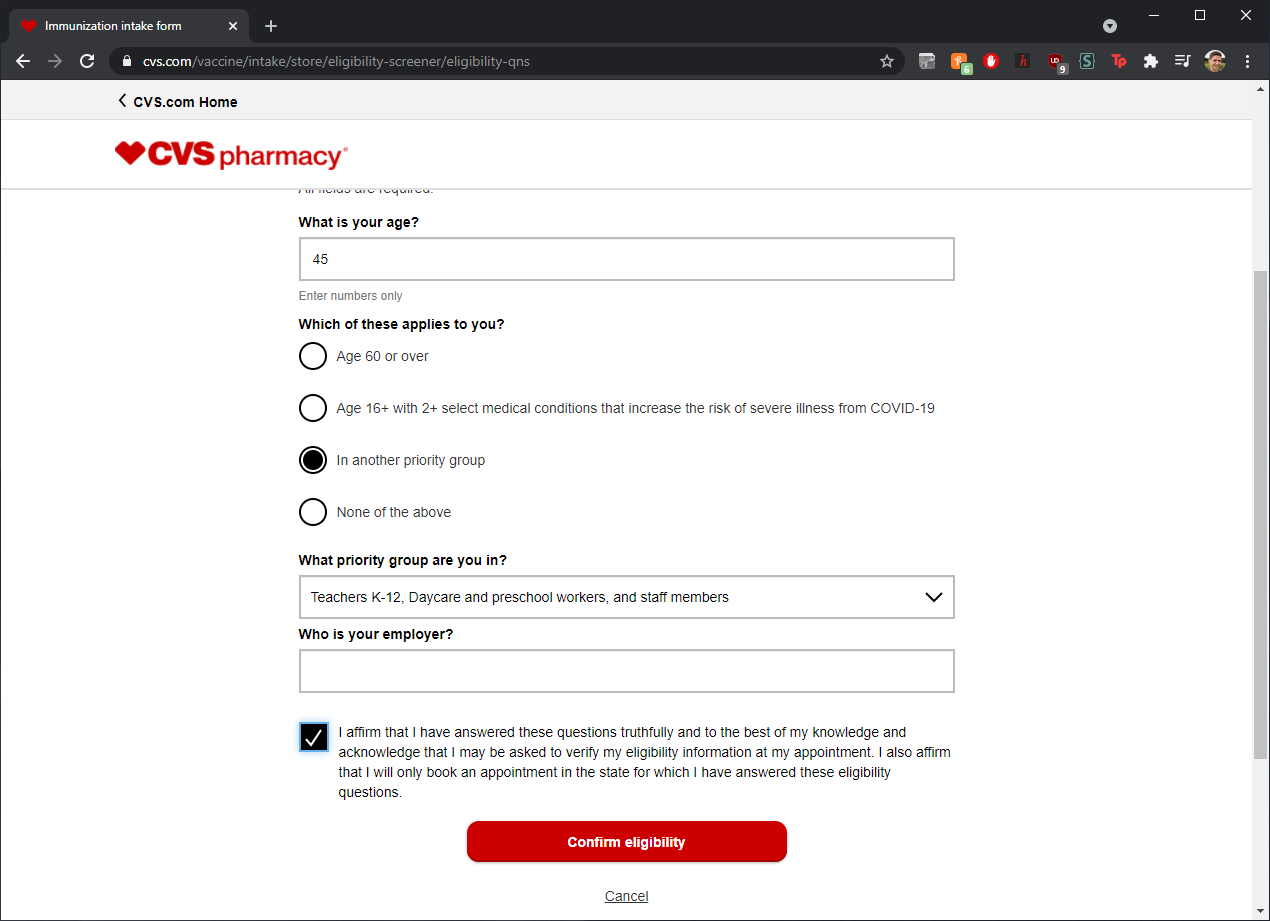 Immunization intake form
cvs.com/vaccine/intake/store/eligibility-screener/eligibility-qns
6
h
UD
9
S
Tp
CVS.com Home
CVS pharmacy
All fields are required.
What is your age?
45
Enter numbers only
Which of these applies to you?
Age 60 or over
Age 16+ with 2+ select medical conditions that increase the risk of severe illness from COVID-19
In another priority group
None of the above
What priority group are you in?
Teachers K-12, Daycare and preschool workers, and staff members
Who is your employer?
I affirm that I have answered these questions truthfully and to the best of my knowledge and
acknowledge that I may be asked to verify my eligibility information at my appointment. I also affirm
that I will only book an appointment in the state for which I have answered these eligibility
questions.
Confirm eligibility
Cancel